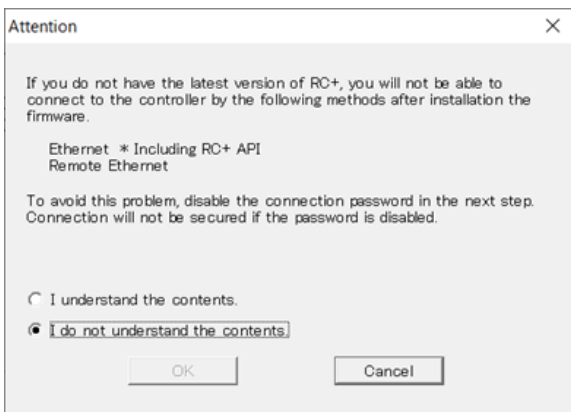 Attention
If you do not have the latest version of RC+, you will not be able to
connect to the controller by the following methods after installation the
firmware.
Ethernet * Including RC+ API
Remote Ethernet
To avoid this problem, disable the connection password in the next step.
Connection will not be secured if the password is disabled.
I understand the contents.
I do not understand the contents.
OK
Cancel